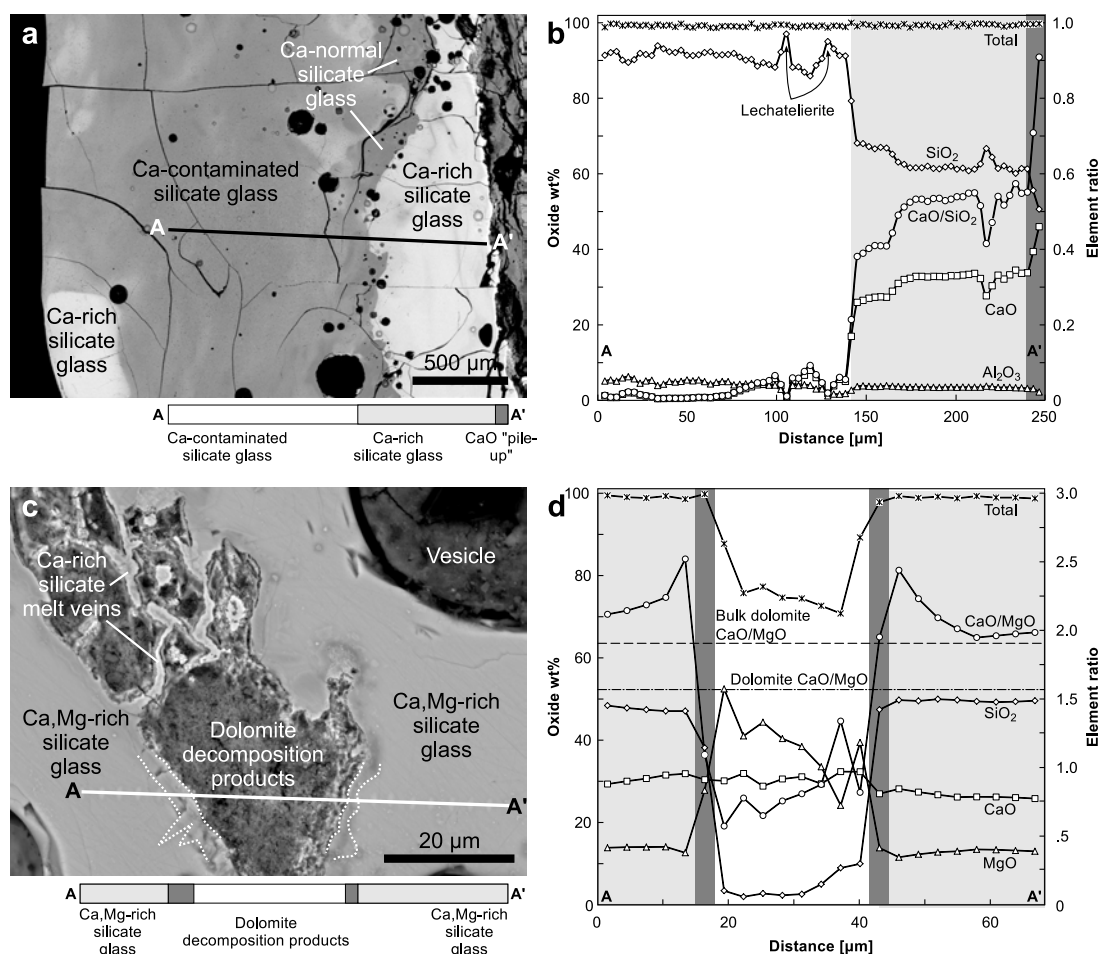 a
Ca-normal
silicate
glass
Ca-contaminated
silicate glass
Ca-rich
silicate
glass
A
A'
Ca-rich
silicate
glass
500 µm
A
A'
Ca-contaminated
silicate glass
Ca-rich
silicate glass
CaO "pile-
up"
b
100
80
60
40
20
0
Oxide wt%
1.0
0.8
0.6
0.4
0.2
0
Element ratio
Total
Lechatelierite
SiO2
CaO/SiO2
CaO
Al2O3
A
A'
0
50
100
150
200
250
Distance [µm]
c
Ca-rich
silicate
melt veins
Vesicle
Ca,Mg-rich
silicate
glass
Dolomite
decomposition
products
Ca,Mg-rich
silicate
glass
A
A'
20 µm
A
A'
Ca,Mg-rich
silicate
glass
Dolomite
decomposition products
Ca,Mg-rich
silicate
glass
d
100
80
60
40
20
0
Oxide wt%
3.0
2.5
2.0
1.5
1.0
.5
0
Element ratio
Total
Bulk dolomite
CaO/MgO
CaO/MgO
Dolomite CaO/MgO
SiO2
CaO
MgO
A
A'
0
20
40
60
Distance [µm]